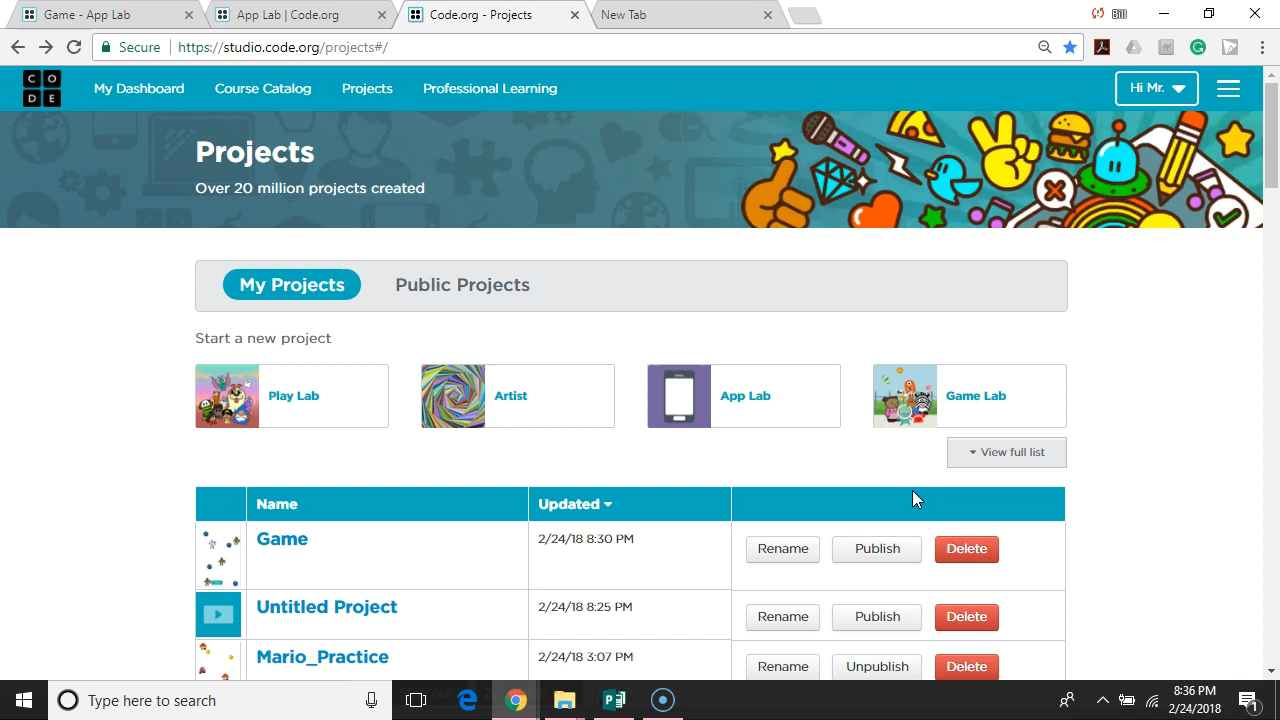 Game - App Lab
App Lab | Code.org
Code.org - Projects
New Tab
Bill
Secure
https://studio.code.org/projects#/
C O
D E
My Dashboard
Course Catalog
Projects
Professional Learning
Hi Mr.
Projects
Over 20 million projects created
My Projects
Public Projects
Start a new project
Play Lab
Artist
App Lab
Game Lab
View full list
Name
Updated
Game
2/24/18 8:30 PM
Rename
Publish
Delete
Untitled Project
2/24/18 8:25 PM
Rename
Publish
Delete
Mario_Practice
2/24/18 3:07 PM
Rename
Unpublish
Delete
Type here to search
8:36 PM
2/24/2018
1